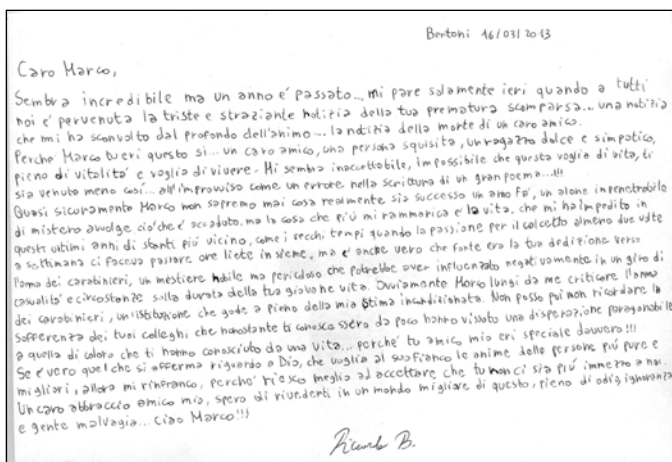 Bertoni 16/03/2013
Caro Marco,
Sembra incredibile ma un anno e' passato... mi pare solamente ieri quando a tutti
noi e' pervenuta la triste e straziante notizia della tua prematura scomparsa... una notizia
che mi ha sconvolto dal profondo dell'animo... la notizia della morte di un caro amico.
Perche' Marco tu eri questo si... un caro amico, una persona squisita, un ragazzo dolce e simpatico,
pieno di vitalita' e voglia di vivere. Mi sembra inaccettabile, impossibile che questa voglia di vita, ti
sia venuto meno cosi... all'improvviso come un errore nella scrittura di un gran poema...!!!
Quasi sicuramente Marco non sapremo mai cosa realmente sia successo un anno fa', un alone impenetrabile
di mistero avvolge cio' che e' accaduto, ma la cosa che piu' mi rammarica e' la vita, che mi ha impedito in
questi ultimi anni di starti piu' vicino, come i vecchi tempi quando la passione per il calcetto almeno due volte
a settimana ci faceva passare ore liete insieme, ma e' anche vero che forte era la tua dedizione verso
l'arma dei carabinieri, un mestiere nobile ma pericoloso che potrebbe aver influenzato negativamente in un giro di
casualita' e circostanze sulla durata della tua giovane vita. Ovviamente Marco lungi da me criticare l'arma
dei carabinieri, un'istituzione che gode a pieno della mia stima incondizionata. Non posso poi non ricordare la
sofferenza dei tuoi colleghi che nonostante ti conoscessero da poco hanno vissuto una disperazione paragonabile
a quella di coloro che ti hanno conosciuto da una vita... perche' tu amico mio eri speciale davvero!!!
Se e' vero quel che si afferma riguardo a Dio, che voglia al suo fianco le anime delle persone piu' pure e
migliori, allora mi rinfranco, perche' riesco meglio ad accettare che tu non ci sia piu' immezzo a noi.
Un caro abbraccio amico mio, spero di rivederti in un mondo migliore di questo, pieno di odio, ignoranza
e gente malvagia... Ciao Marco!!!
Riccardo B.